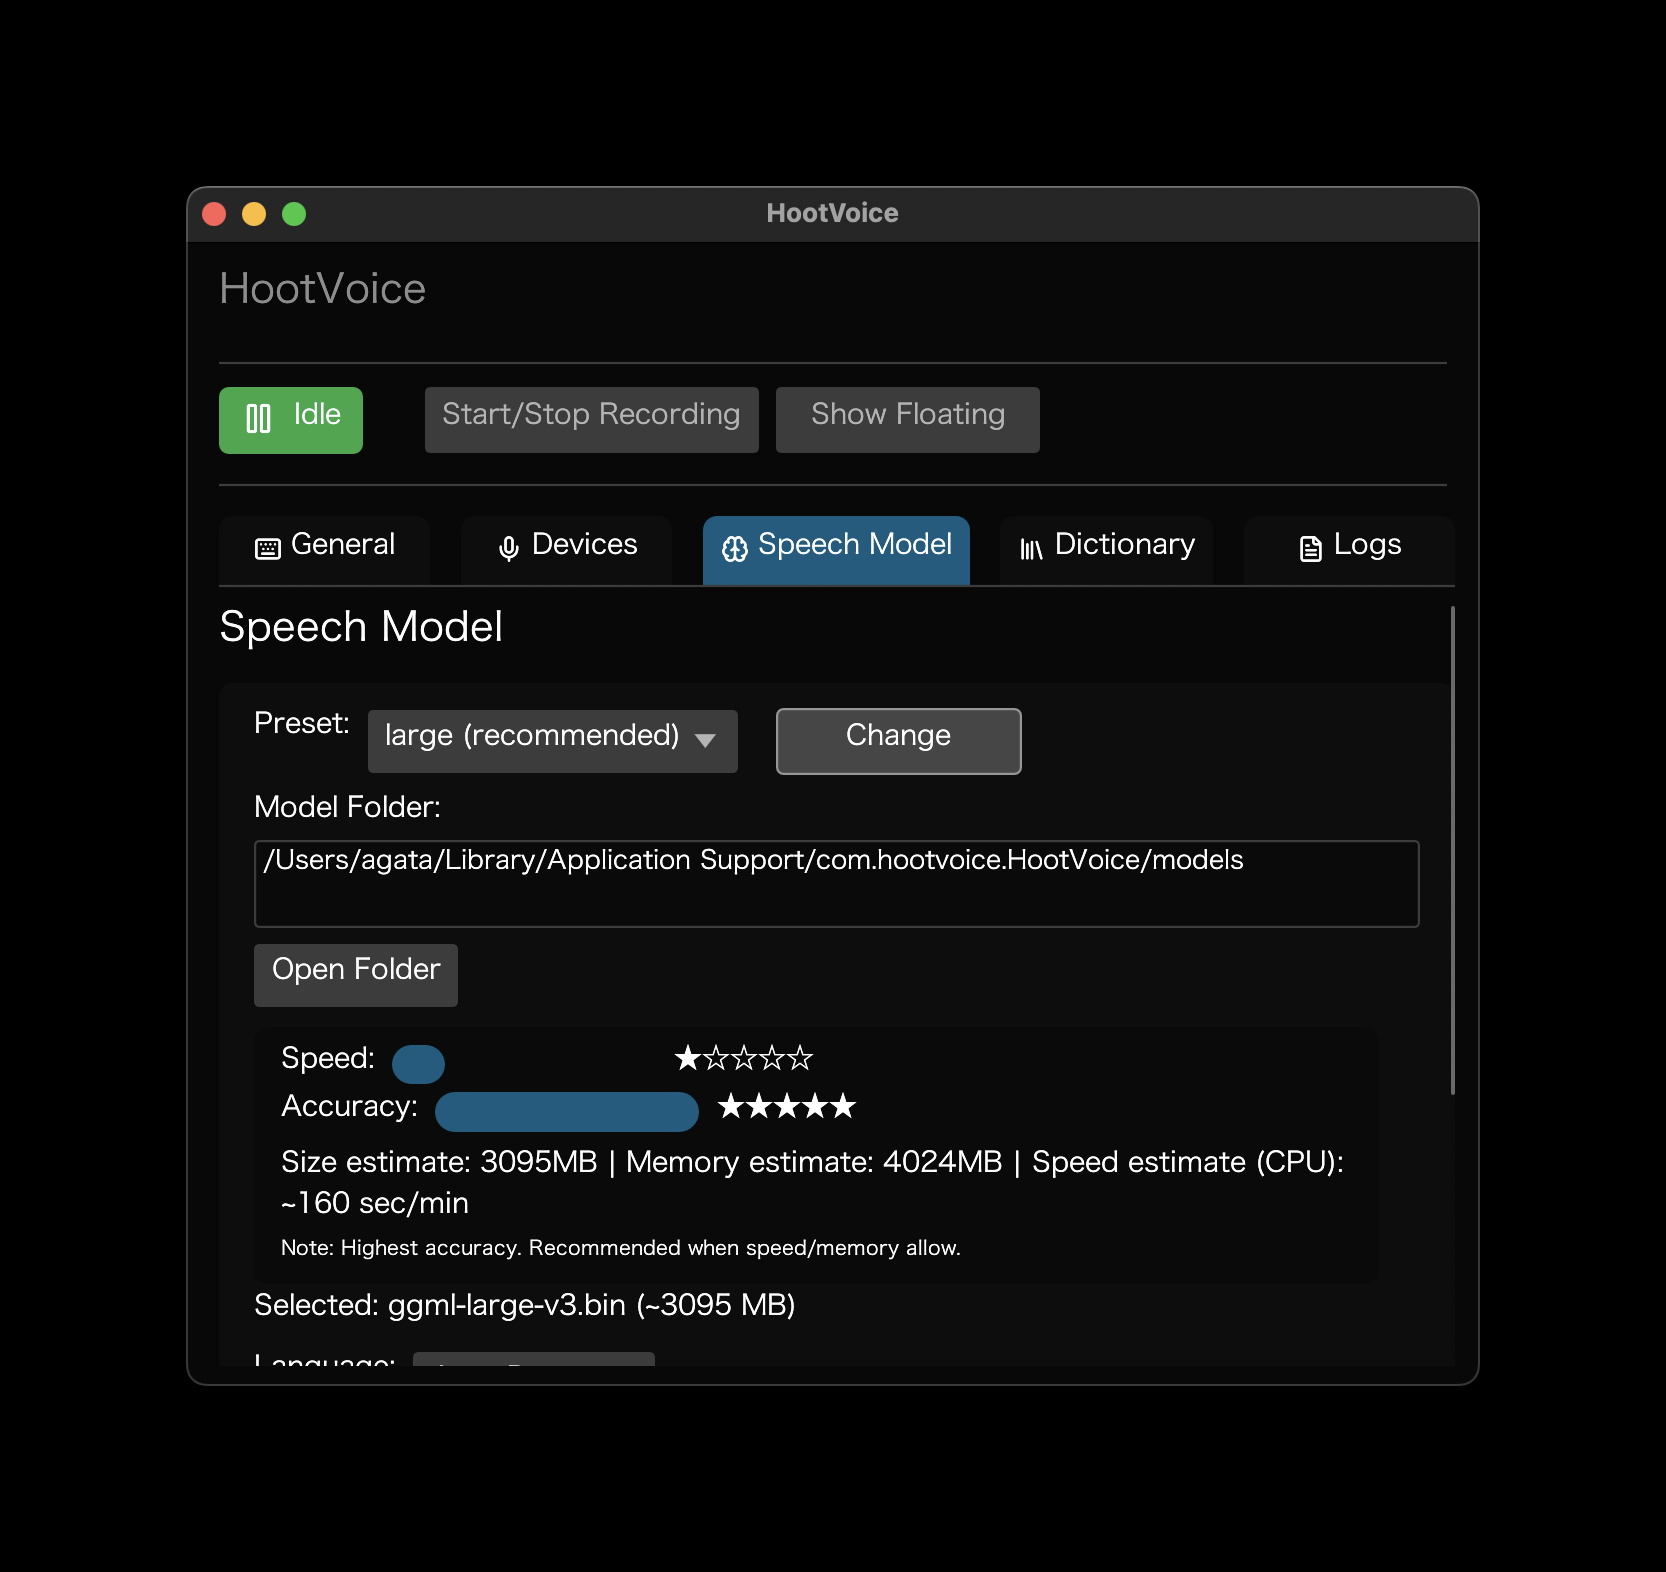 HootVoice
HootVoice
Idle
Start/Stop Recording
Show Floating
General
Devices
Speech Model
Dictionary
Logs
Speech Model
Preset:
large (recommended)
Change
Model Folder:
/Users/agata/Library/Application Support/com.hootvoice.HootVoice/models
Open Folder
Speed: ★☆☆☆☆
Accuracy: ★★★★★
Size estimate: 3095MB | Memory estimate: 4024MB | Speed estimate (CPU):
~160 sec/min
Note: Highest accuracy. Recommended when speed/memory allow.
Selected: ggml-large-v3.bin (~3095 MB)
Language: